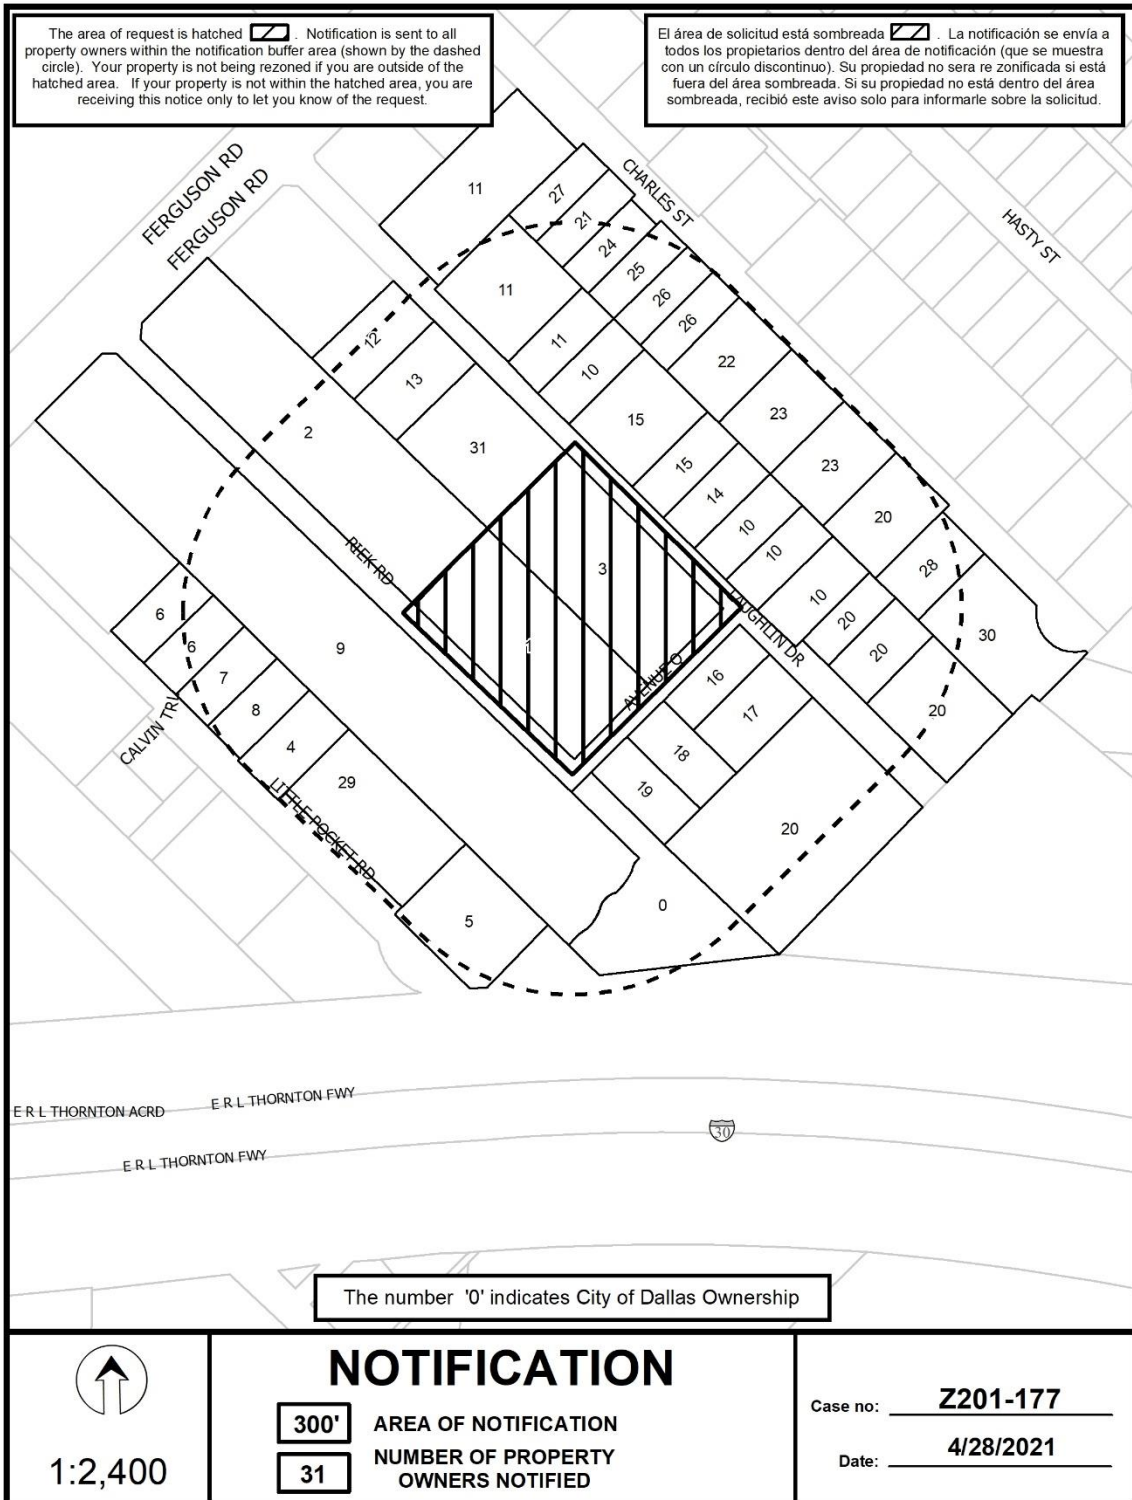 The area of request is hatched . Notification is sent to all
property owners within the notification buffer area (shown by the dashed
circle). Your property is not being rezoned if you are outside of the
hatched area. If your property is not within the hatched area, you are
receiving this notice only to let you know of the request.
El área de solicitud está sombreada . La notificación se envía a
todos los propietarios dentro del área de notificación (que se muestra
con un círculo discontinuo). Su propiedad no sera re zonificada si está
fuera del área sombreada. Si su propiedad no está dentro del área
sombreada, recibió este aviso solo para informarle sobre la solicitud.
FERGUSON RD
FERGUSON RD
CHARLES ST
HASTY ST
11
27
21
24
25
26
26
22
23
23
20
28
30
11
11
10
15
15
14
10
10
10
20
20
20
12
13
31
2
RIEK RD
3
1
LAUGHLIN DR
AVENUE Q
16
17
18
19
20
0
9
6
6
7
8
4
29
5
CALVIN TRL
LITTLE POCKET RD
E R L THORNTON ACRD
E R L THORNTON FWY
E R L THORNTON FWY
30
The number '0' indicates City of Dallas Ownership
1:2,400
NOTIFICATION
300' AREA OF NOTIFICATION
31 NUMBER OF PROPERTY
OWNERS NOTIFIED
Case no: Z201-177
Date: 4/28/2021